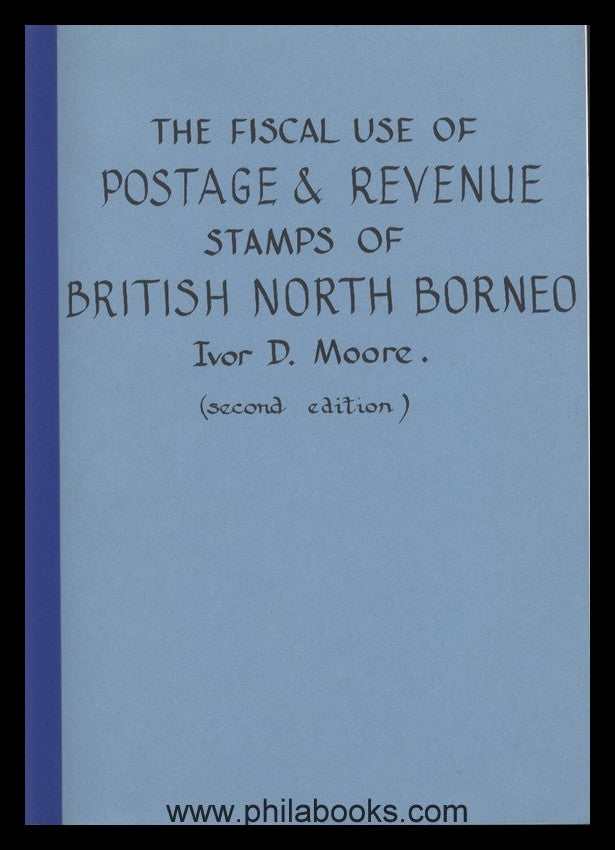 THE FISCAL USE OF
POSTAGE & REVENUE
STAMPS OF
BRITISH NORTH BORNEO
Ivor D. Moore.
(second edition)
www.philabooks.com